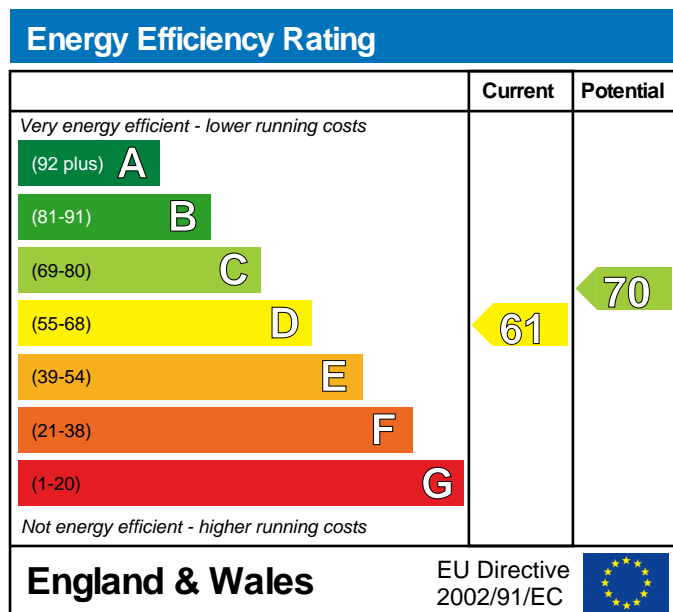 Energy Efficiency Rating
Current Potential
Very energy efficient - lower running costs
(92 plus) A
(81-91) B
(69-80) C
(55-68) D
(39-54) E
(21-38) F
(1-20) G
61
70
Not energy efficient - higher running costs
England & Wales
EU Directive
2002/91/EC